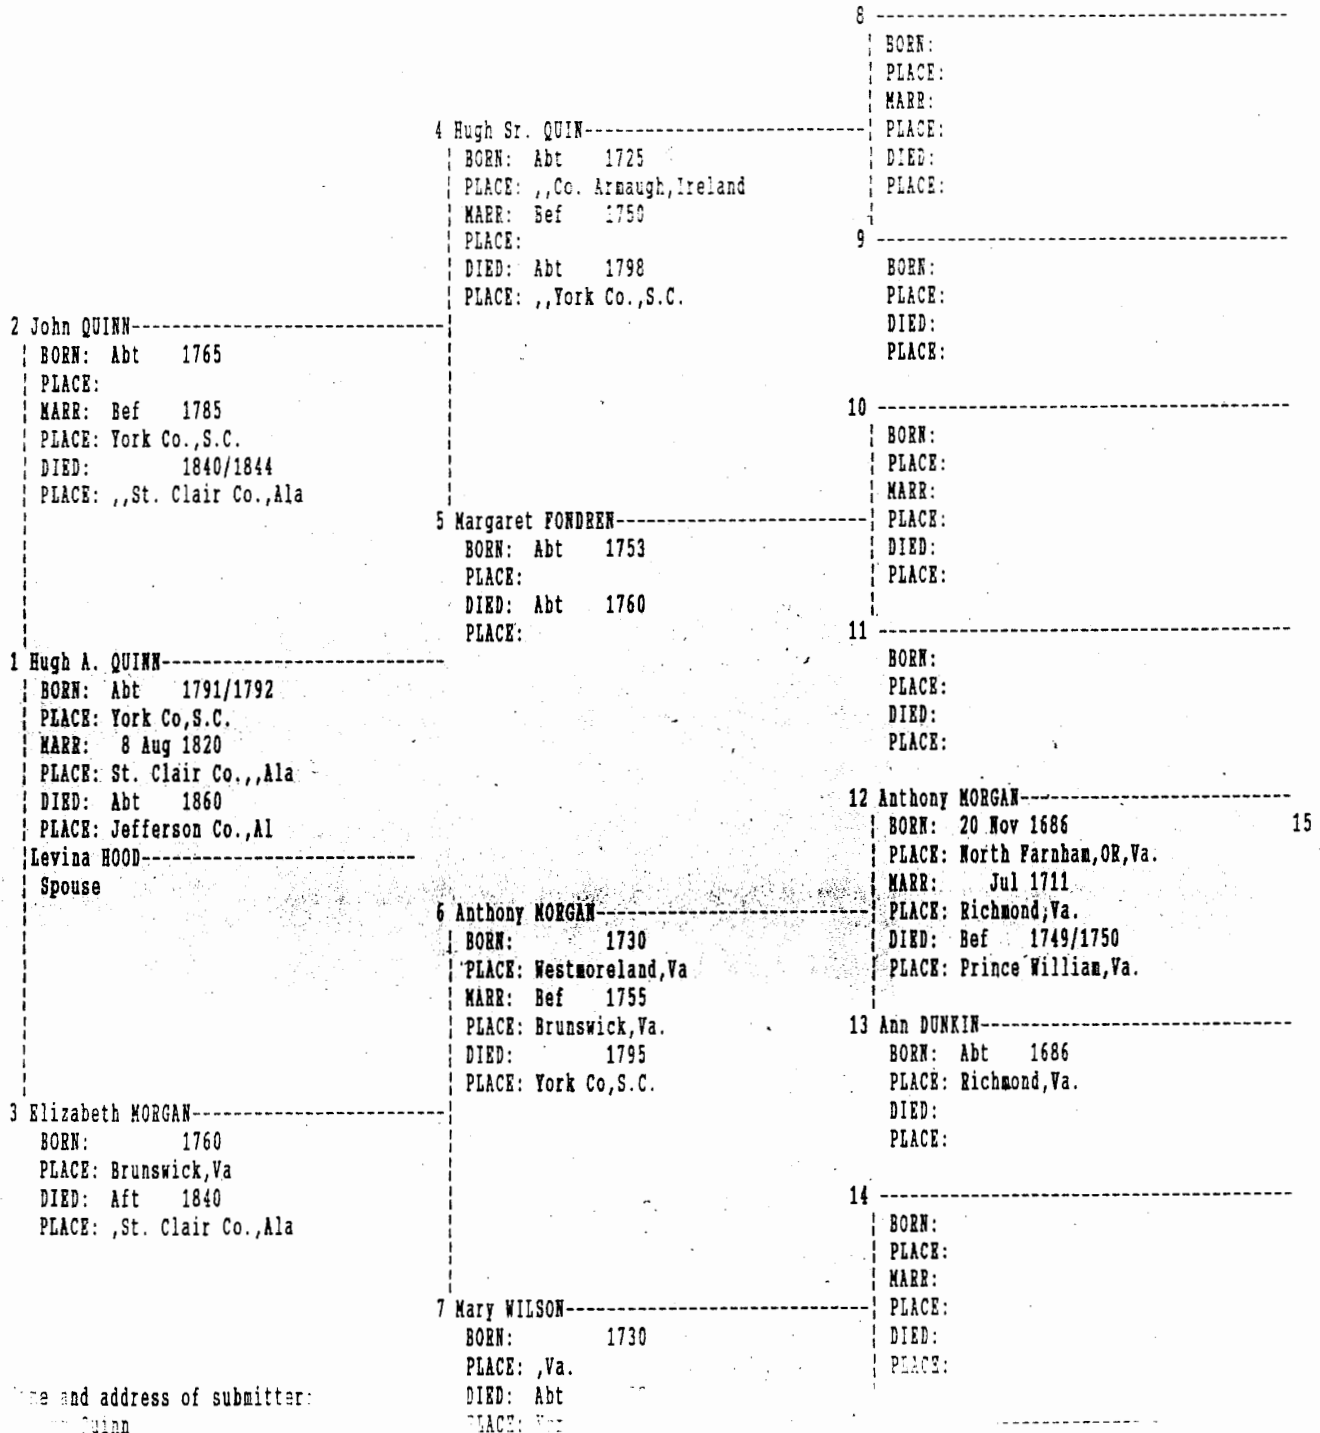 8
BORN:
PLACE:
MARR:
PLACE:
DIED:
PLACE:
4 Hugh Sr. QUIN
BORN: Abt 1725
PLACE: ,,Co. Armaugh,Ireland
MARR: Bef 1750
PLACE:
DIED: Abt 1798
PLACE: ,,York Co.,S.C.
9
BORN:
PLACE:
DIED:
PLACE:
2 John QUINN
BORN: Abt 1765
PLACE:
MARR: Bef 1785
PLACE: York Co.,S.C.
DIED: 1840/1844
PLACE: ,,St. Clair Co.,Ala
10
BORN:
PLACE:
MARR:
PLACE:
DIED:
PLACE:
5 Margaret FONDREN
BORN: Abt 1753
PLACE:
DIED: Abt 1760
PLACE:
11
BORN:
PLACE:
DIED:
PLACE:
1 Hugh A. QUINN
BORN: Abt 1791/1792
PLACE: York Co,S.C.
MARR: 8 Aug 1820
PLACE: St. Clair Co.,,Ala
DIED: Abt 1860
PLACE: Jefferson Co.,Al
Levina HOOD
Spouse
12 Anthony MORGAN
BORN: 20 Nov 1686
15
PLACE: North Farnham,OR,Va.
MARR: Jul 1711
PLACE: Richmond,Va.
DIED: Bef 1749/1750
PLACE: Prince William,Va.
6 Anthony MORGAN
BORN: 1730
PLACE: Westmoreland,Va
MARR: Bef 1755
PLACE: Brunswick,Va.
DIED: 1795
PLACE: York Co,S.C.
13 Ann DUNKIN
BORN: Abt 1686
PLACE: Richmond,Va.
DIED:
PLACE:
3 Elizabeth MORGAN
BORN: 1760
PLACE: Brunswick,Va
DIED: Aft 1840
PLACE: ,St. Clair Co.,Ala
14
BORN:
PLACE:
MARR:
PLACE:
DIED:
PLACE:
7 Mary WILSON
BORN: 1730
PLACE: ,Va.
DIED: Abt
PLACE:
and address of submitter:
Quinn